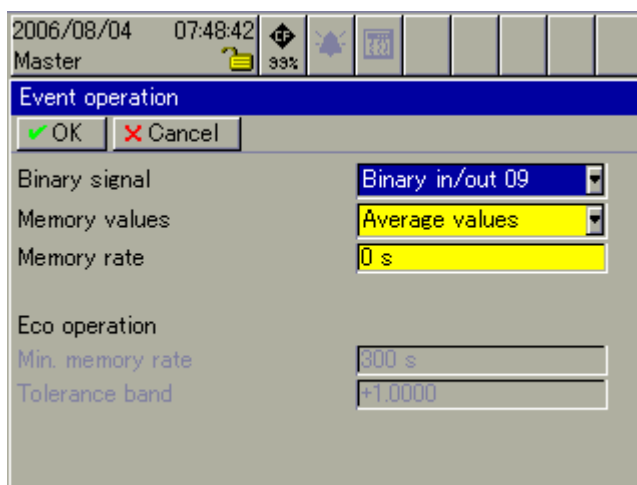 2006/08/04 07:48:42
Master
CF
99%
Event operation
OK Cancel
Binary signal Binary in/out 09
Memory values Average values
Memory rate 0 s
Eco operation
Min. memory rate 300 s
Tolerance band +1.0000